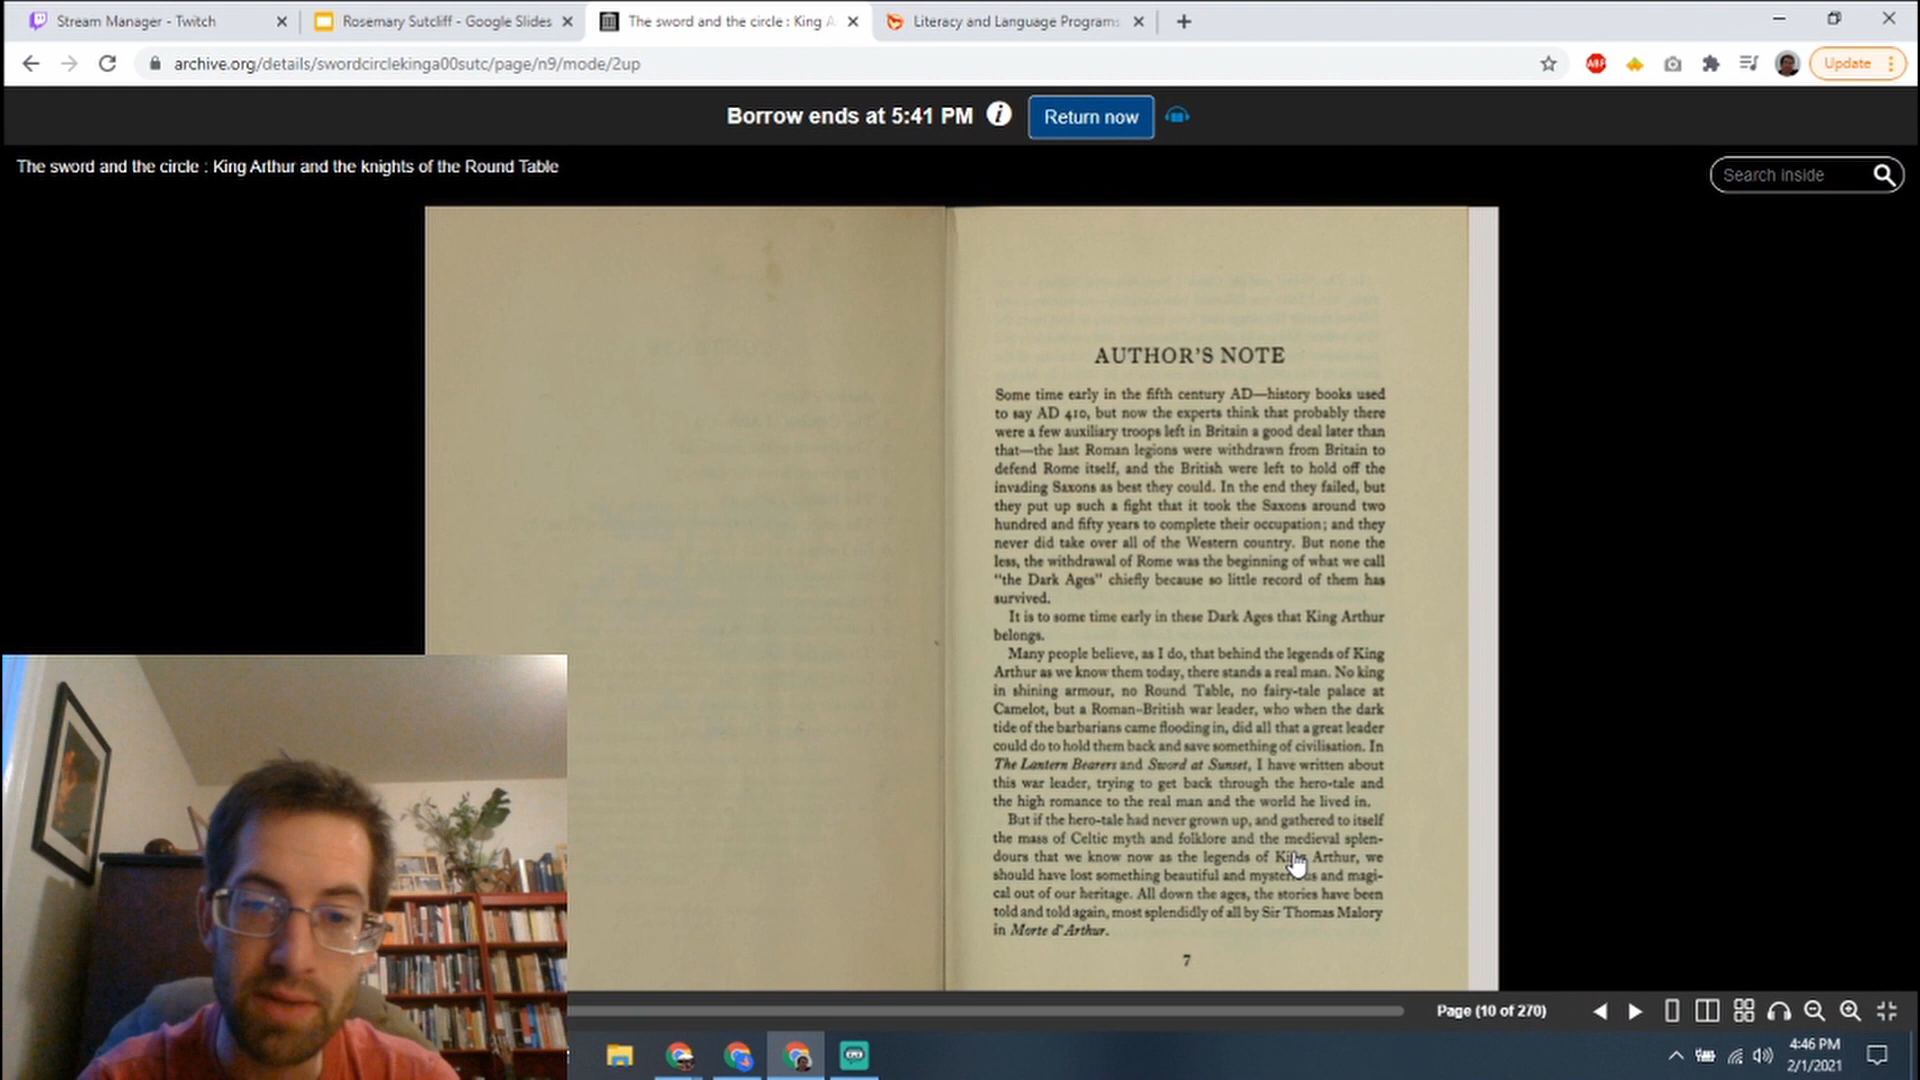 Stream Manager - Twitch
Rosemary Sutcliff - Google Slides
The sword and the circle : King A
Literacy and Language Programs
archive.org/details/swordcirclekinga00sutc/page/n9/mode/2up
ABP
Update
Borrow ends at 5:41 PM
Return now
The sword and the circle : King Arthur and the knights of the Round Table
Search inside
AUTHOR'S NOTE
Some time early in the fifth century AD—history books used
to say AD 410, but now the experts think that probably there
were a few auxiliary troops left in Britain a good deal later than
that—the last Roman legions were withdrawn from Britain to
defend Rome itself, and the British were left to hold off the
invading Saxons as best they could. In the end they failed, but
they put up such a fight that it took the Saxons around two
hundred and fifty years to complete their occupation; and they
never did take over all of the Western country. But none the
less, the withdrawal of Rome was the beginning of what we call
"the Dark Ages" chiefly because so little record of them has
survived.
It is to some time early in these Dark Ages that King Arthur
belongs.
Many people believe, as I do, that behind the legends of King
Arthur as we know them today, there stands a real man. No king
in shining armour, no Round Table, no fairy-tale palace at
Camelot, but a Roman-British war leader, who when the dark
tide of the barbarians came flooding in, did all that a great leader
could do to hold them back and save something of civilisation. In
The Lantern Bearers and Sword at Sunset, I have written about
this war leader, trying to get back through the hero-tale and
the high romance to the real man and the world he lived in.
But if the hero-tale had never grown up, and gathered to itself
the mass of Celtic myth and folklore and the medieval splen-
dours that we know now as the legends of King Arthur, we
should have lost something beautiful and mysterious and magi-
cal out of our heritage. All down the ages, the stories have been
told and told again, most splendidly of all by Sir Thomas Malory
in Morte d'Arthur.
7
Page (10 of 270)
4:46 PM
2/1/2021